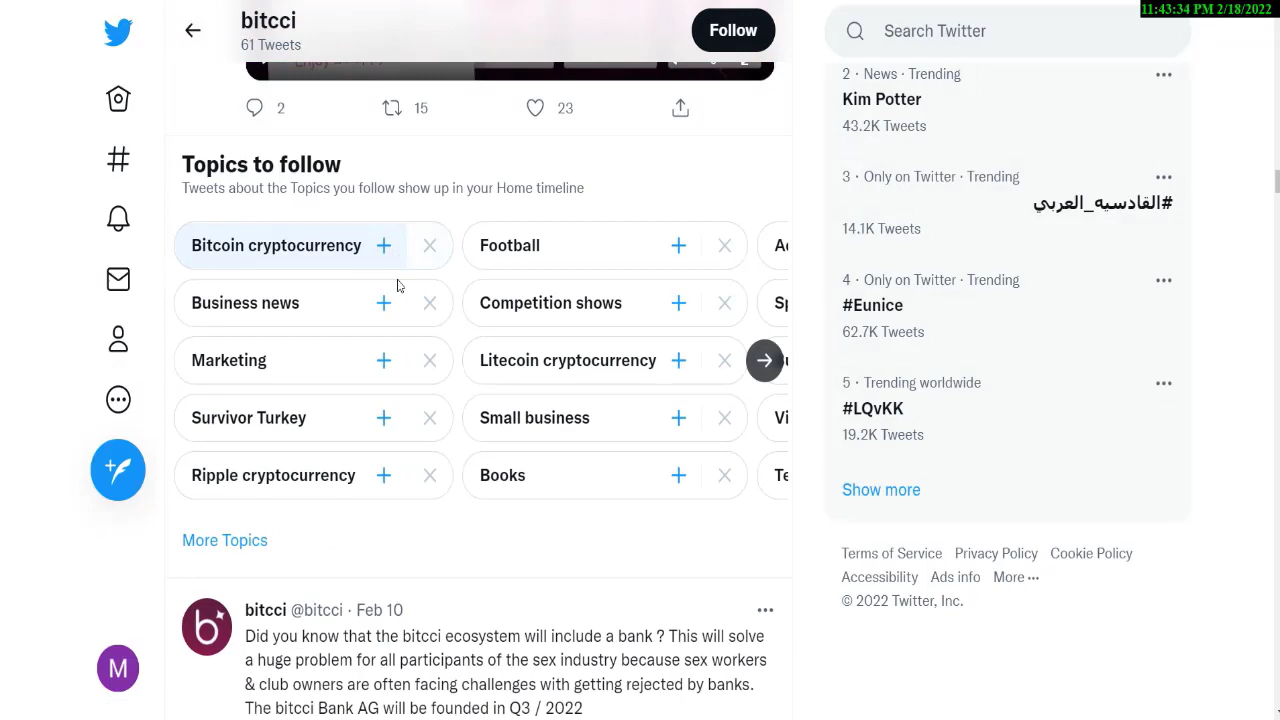 11:43:34 PM 2/18/2022
bitcci
61 Tweets
Follow
Search Twitter
2
15
23
Topics to follow
Tweets about the Topics you follow show up in your Home timeline
Bitcoin cryptocurrency
Football
Business news
Competition shows
Marketing
Litecoin cryptocurrency
Survivor Turkey
Small business
Ripple cryptocurrency
Books
More Topics
bitcci @bitcci · Feb 10
Did you know that the bitcci ecosystem will include a bank ? This will solve
a huge problem for all participants of the sex industry because sex workers
& club owners are often facing challenges with getting rejected by banks.
The bitcci Bank AG will be founded in Q3 / 2022
2 · News · Trending
Kim Potter
43.2K Tweets
3 · Only on Twitter · Trending
#القادسيه_العربي
14.1K Tweets
4 · Only on Twitter · Trending
#Eunice
62.7K Tweets
5 · Trending worldwide
#LQvKK
19.2K Tweets
Show more
Terms of Service Privacy Policy Cookie Policy
Accessibility Ads info More ···
© 2022 Twitter, Inc.
M